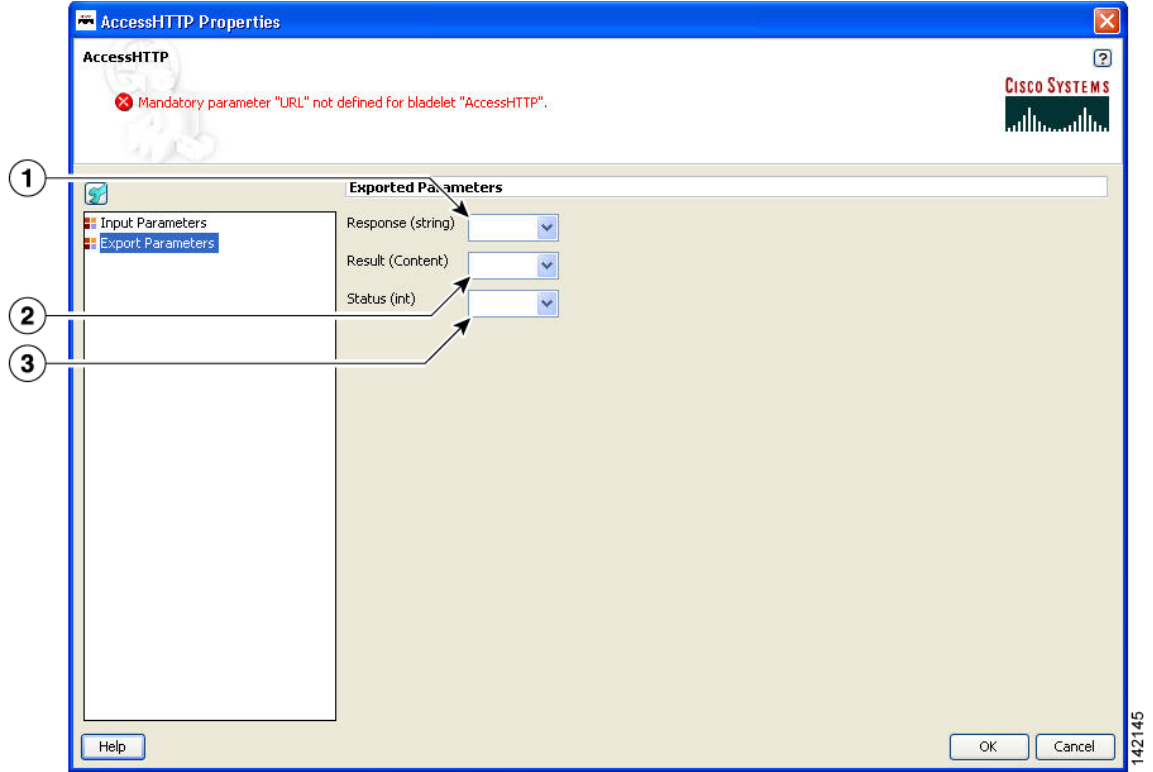 AccessHTTP Properties
AccessHTTP
?
CISCO SYSTEMS
Mandatory parameter "URL" not defined for bladelet "AccessHTTP".
1
Exported Parameters
Input Parameters
Export Parameters
Response (string)
Result (Content)
Status (int)
2
3
Help
OK
Cancel
142145